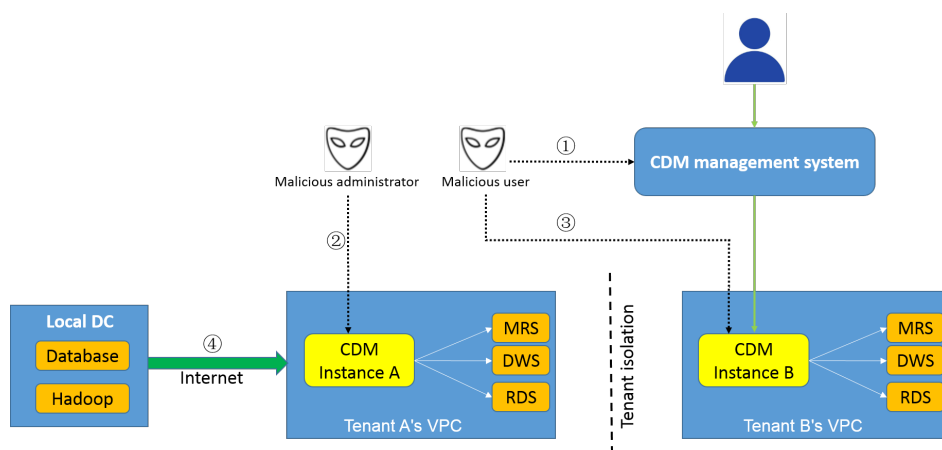 ①
CDM management system
Malicious administrator
Malicious user
②
③
Local DC
Database
Hadoop
④
Internet
CDM
Instance A
MRS
DWS
RDS
Tenant A's VPC
Tenant isolation
CDM
Instance B
MRS
DWS
RDS
Tenant B's VPC